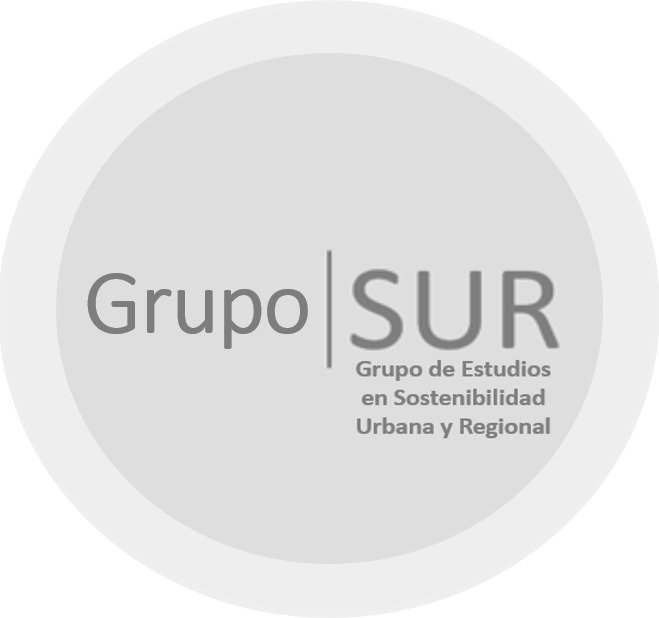 Grupo SUR
Grupo de Estudios
en Sostenibilidad
Urbana y Regional